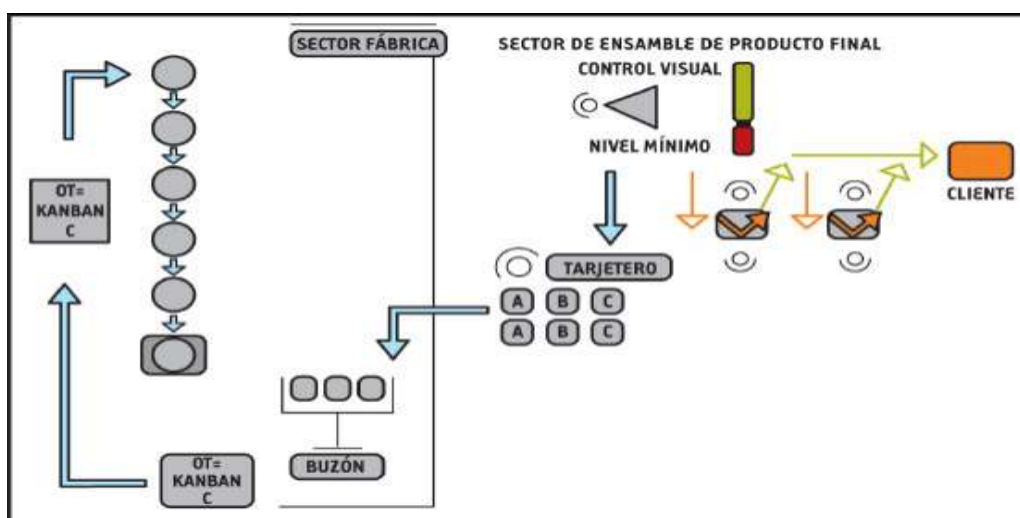 SECTOR FÁBRICA
SECTOR DE ENSAMBLE DE PRODUCTO FINAL
CONTROL VISUAL
NIVEL MÍNIMO
CLIENTE
OT=
KANBAN
C
TARJETERO
A B C
A B C
BUZÓN
OT=
KANBAN
C